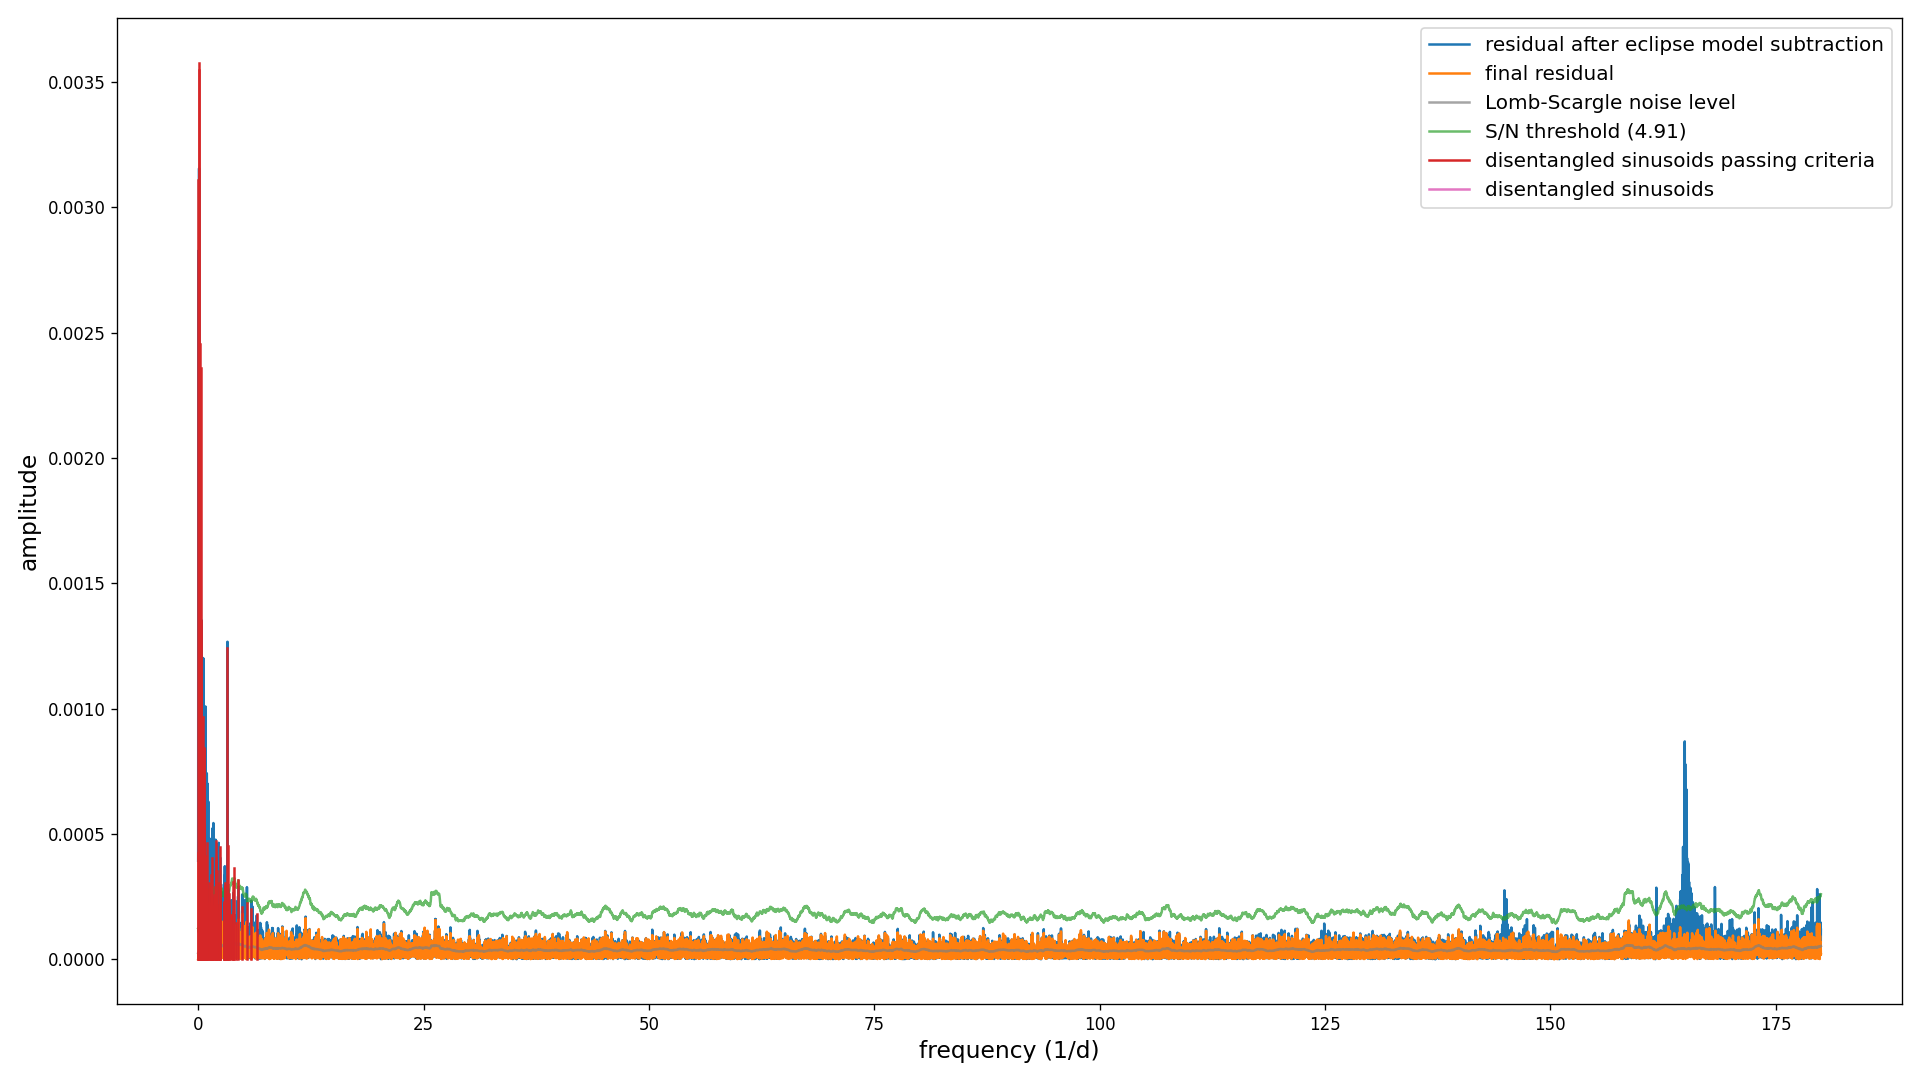 residual after eclipse model subtraction
final residual
Lomb-Scargle noise level
S/N threshold (4.91)
disentangled sinusoids passing criteria
disentangled sinusoids
0.0035
0.0030
0.0025
0.0020
0.0015
0.0010
0.0005
0.0000
amplitude
0 25 50 75 100 125 150 175
frequency (1/d)